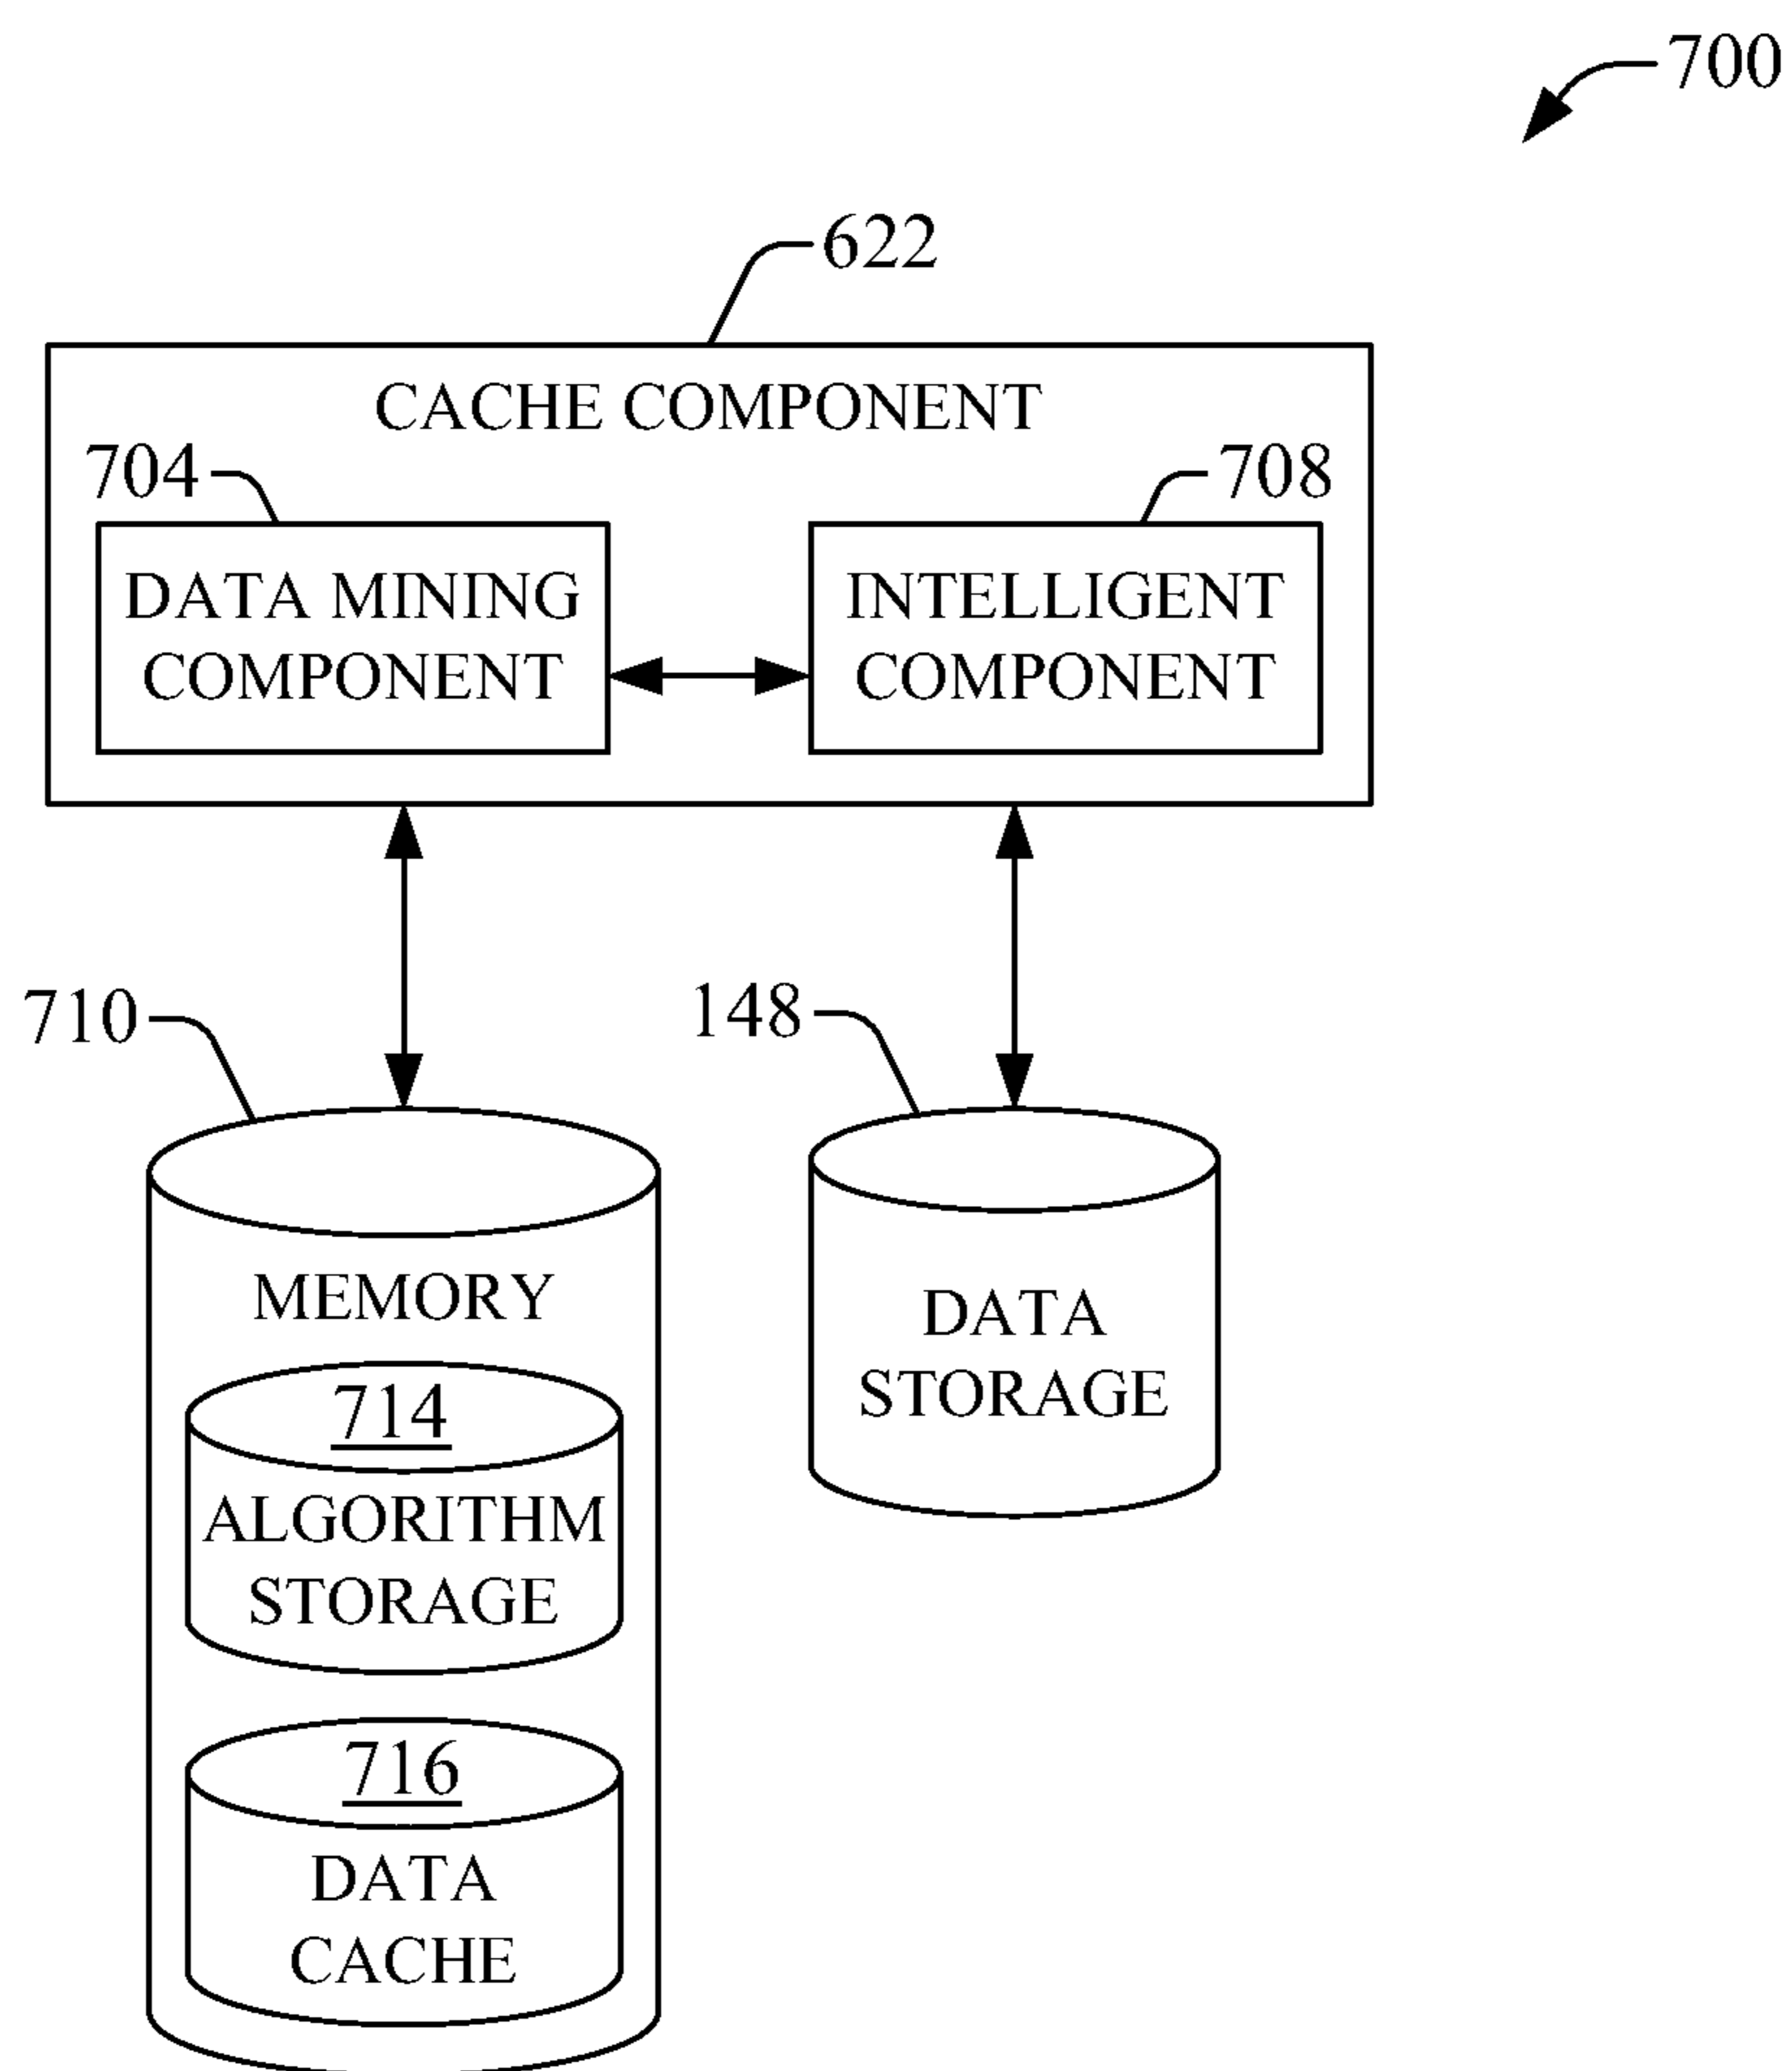 700
622
CACHE COMPONENT
704
708
DATA MINING
COMPONENT
INTELLIGENT
COMPONENT
710
148
MEMORY
DATA
STORAGE
714
ALGORITHM
STORAGE
716
DATA
CACHE